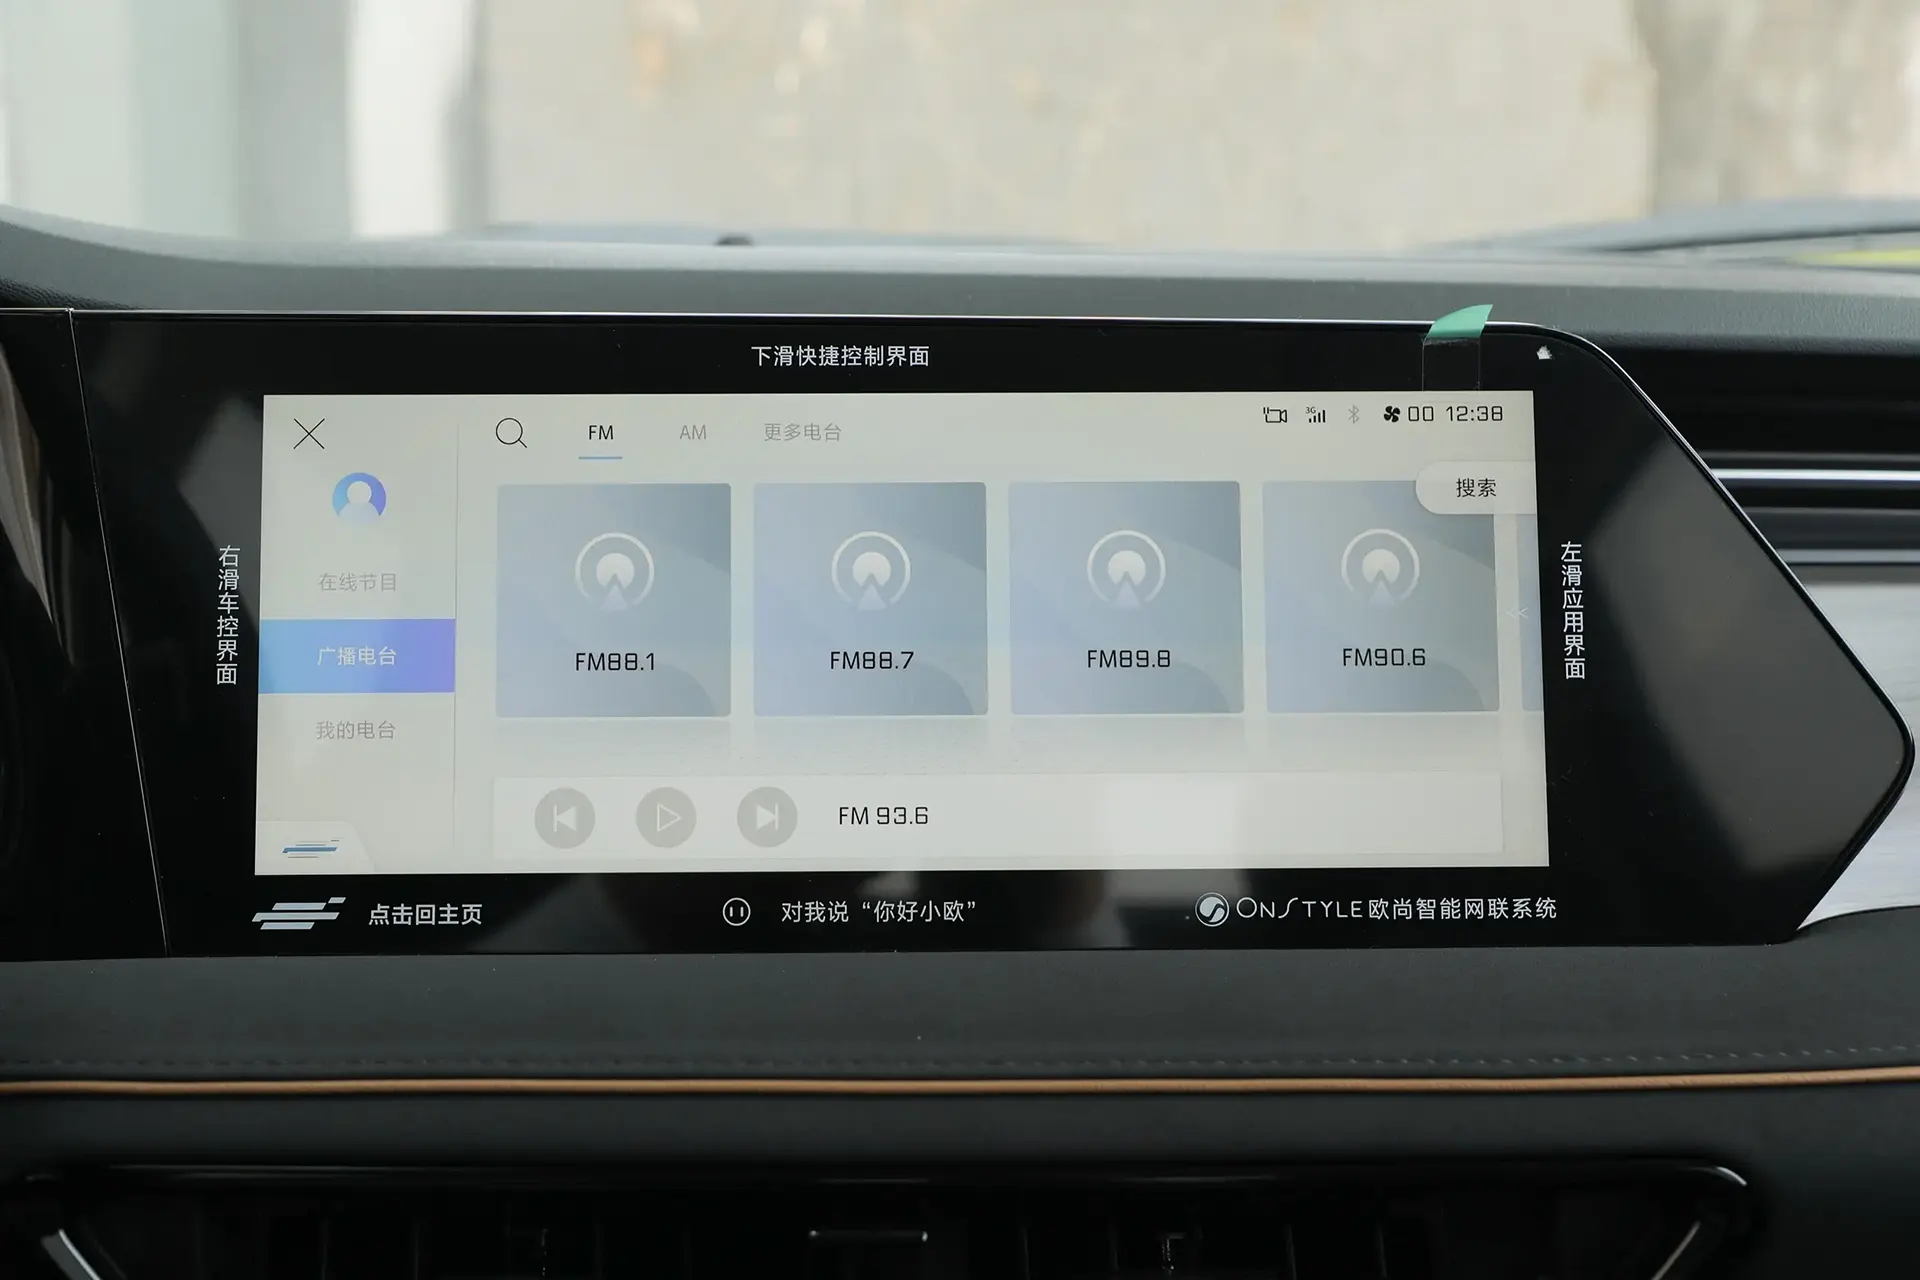 下滑快捷控制界面
3G
00 12:38
FM
AM
更多电台
搜索
在线节目
广播电台
我的电台
FM88.1
FM88.7
FM89.8
FM90.6
FM 93.6
右滑车控界面
左滑应用界面
点击回主页
对我说“你好小欧”
ONSTYLE欧尚智能网联系统